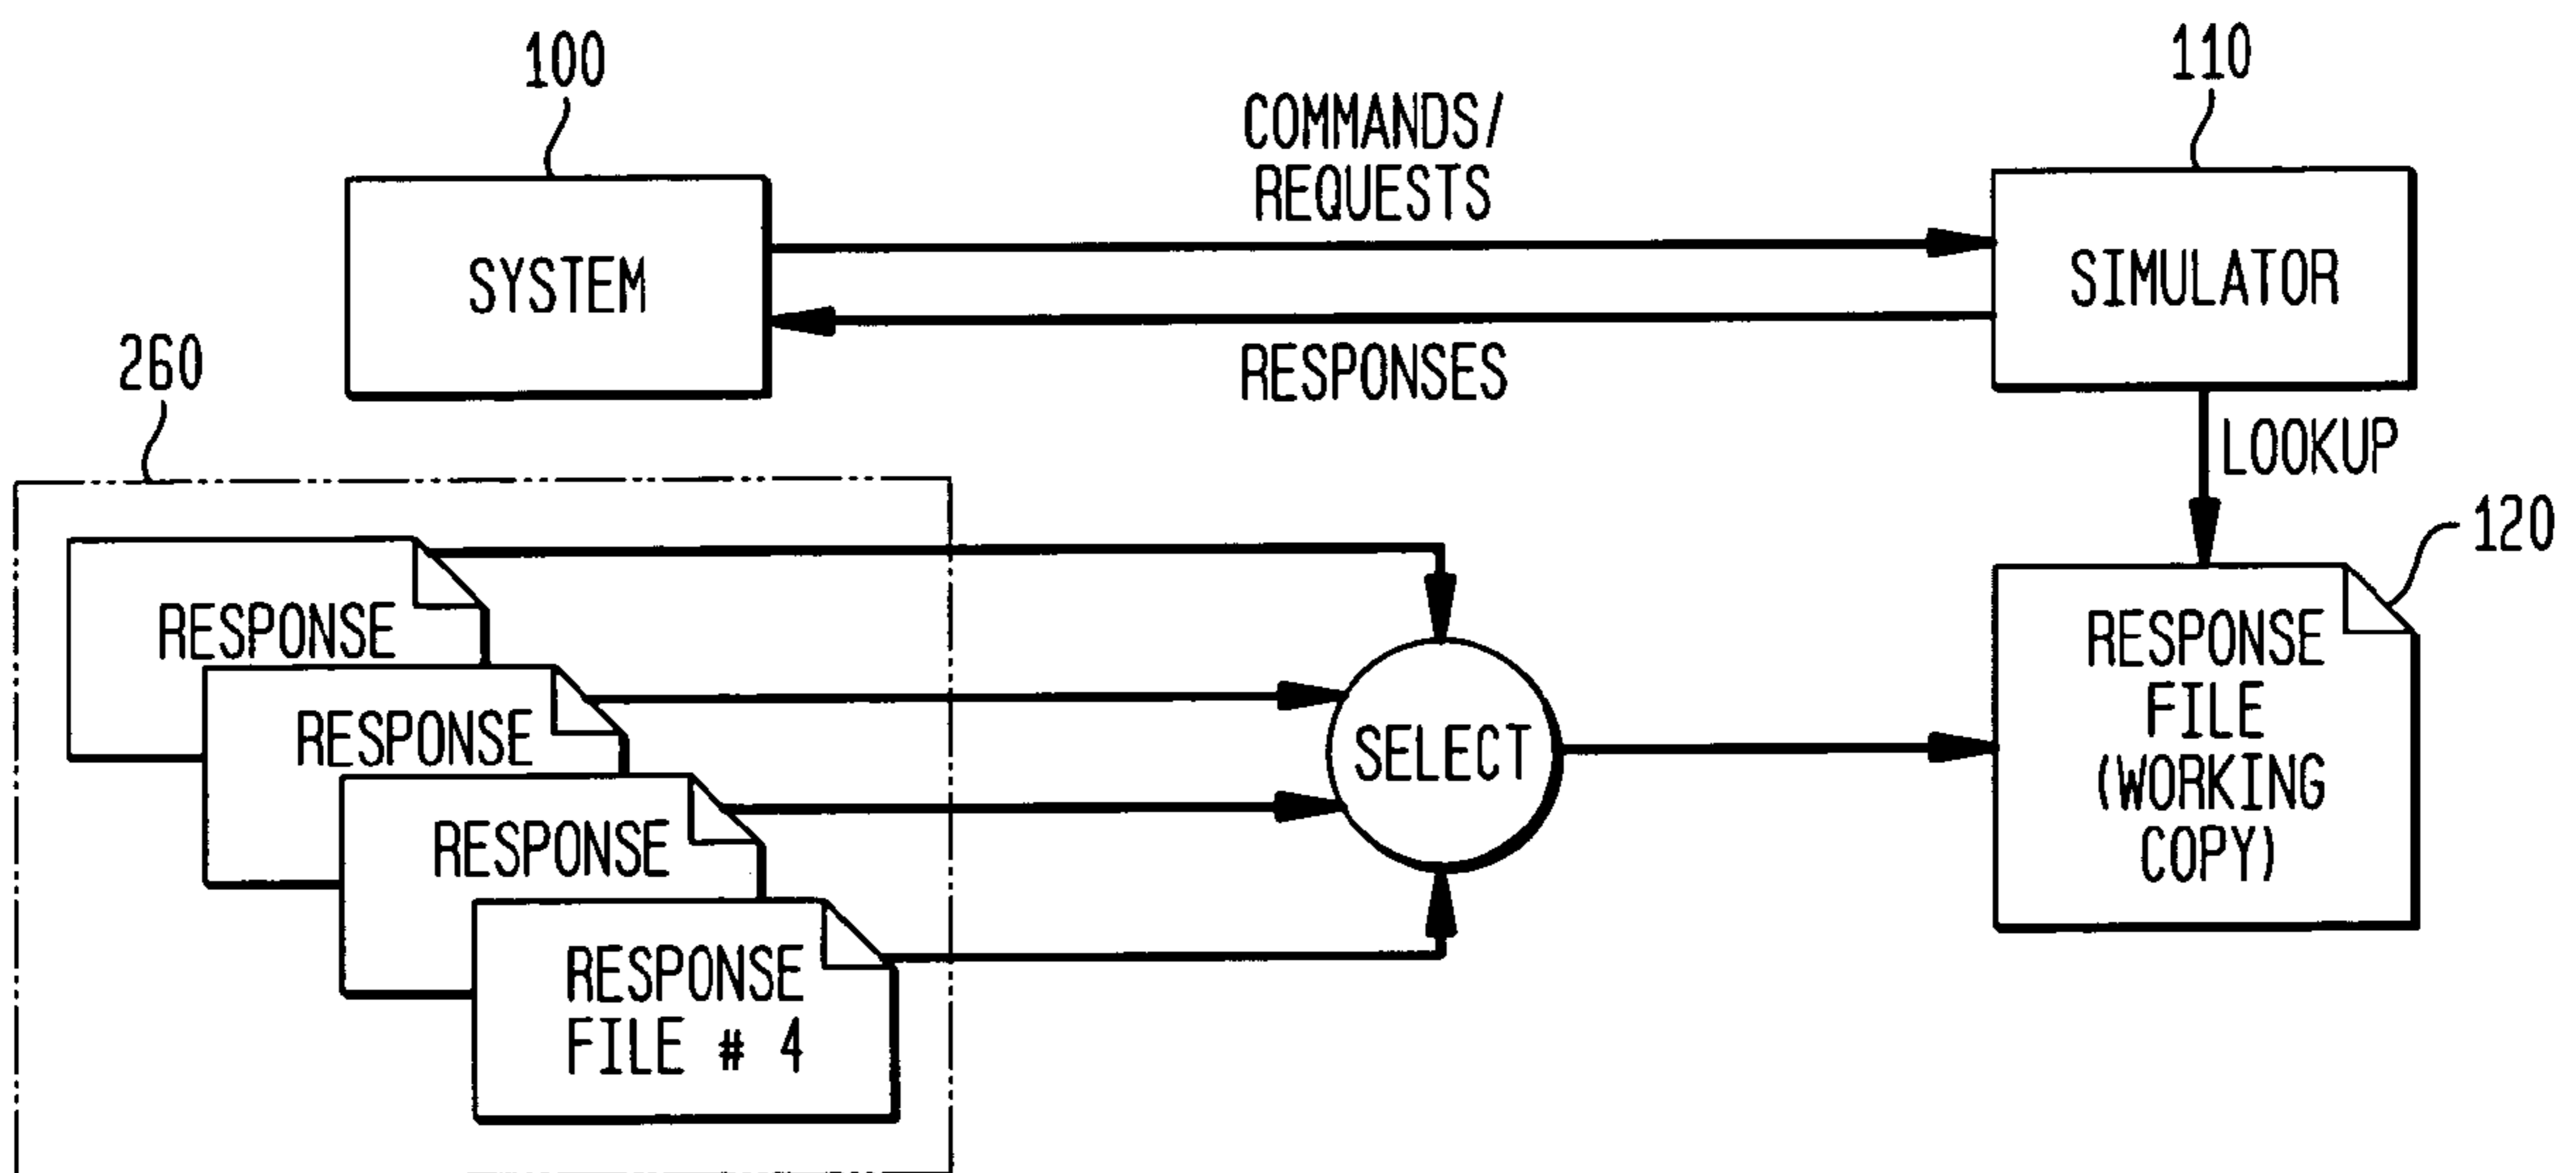 100
110
COMMANDS/
REQUESTS
SYSTEM
SIMULATOR
RESPONSES
260
LOOKUP
120
RESPONSE
RESPONSE
RESPONSE
RESPONSE
FILE # 4
SELECT
RESPONSE
FILE
(WORKING
COPY)